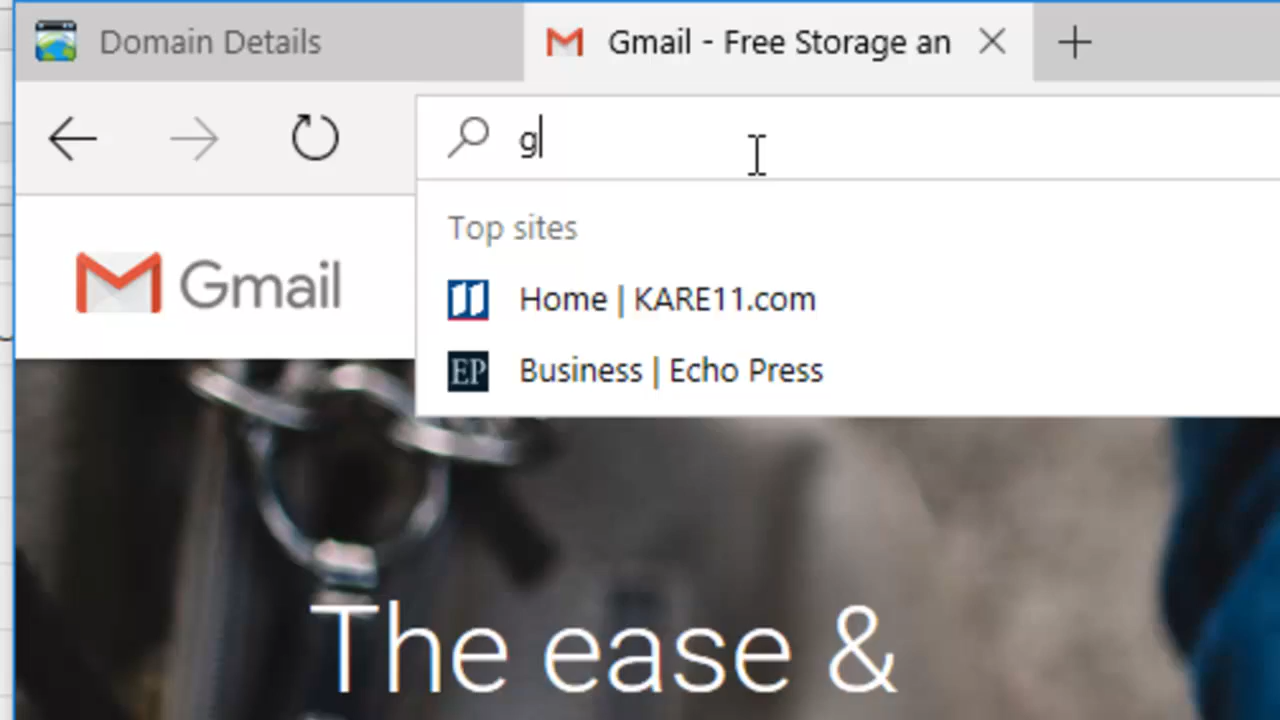 Domain Details
Gmail - Free Storage an
g
Top sites
Gmail
Home | KARE11.com
EP Business | Echo Press
The ease &